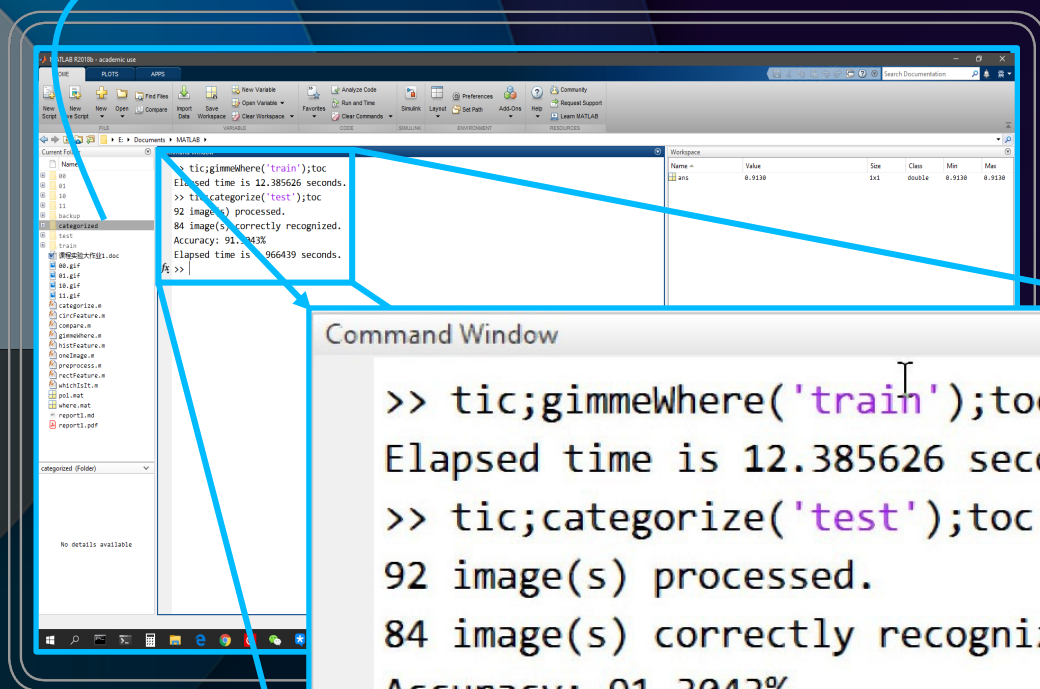 MATLAB R2018b - academic use
HOME PLOTS APPS
Search Documentation
New Script
New Live Script
New
Open
Find Files
Compare
Import Data
Save Workspace
New Variable
Open Variable
Clear Workspace
Favorites
Analyze Code
Run and Time
Clear Commands
Simulink
Layout
Preferences
Set Path
Add-Ons
Help
Community
Request Support
Learn MATLAB
FILE VARIABLE CODE SIMULINK ENVIRONMENT RESOURCES
E: Documents MATLAB
Current Folder
Name
00
01
10
11
backup
categorized
test
train
课程实验大作业1.doc
00.gif
01.gif
10.gif
11.gif
categorize.m
circFeature.m
compare.m
gimmeWhere.m
histFeature.m
oneImage.m
preprocess.m
rectFeature.m
whichIsIt.m
pol.mat
where.mat
report1.md
report1.pdf
categorized (Folder)
No details available
>> tic;gimmeWhere('train');toc
Elapsed time is 12.385626 seconds.
>> tic;categorize('test');toc
92 image(s) processed.
84 image(s) correctly recognized.
Accuracy: 91.3043%
Elapsed time is .966439 seconds.
fx >>
Workspace
Name Value Size Class Min Max
ans 0.9130 1x1 double 0.9130 0.9130
Command Window
>> tic;gimmeWhere('train');toc
Elapsed time is 12.385626 seco
>> tic;categorize('test');toc
92 image(s) processed.
84 image(s) correctly recogniz
Accuracy: 91.3043%